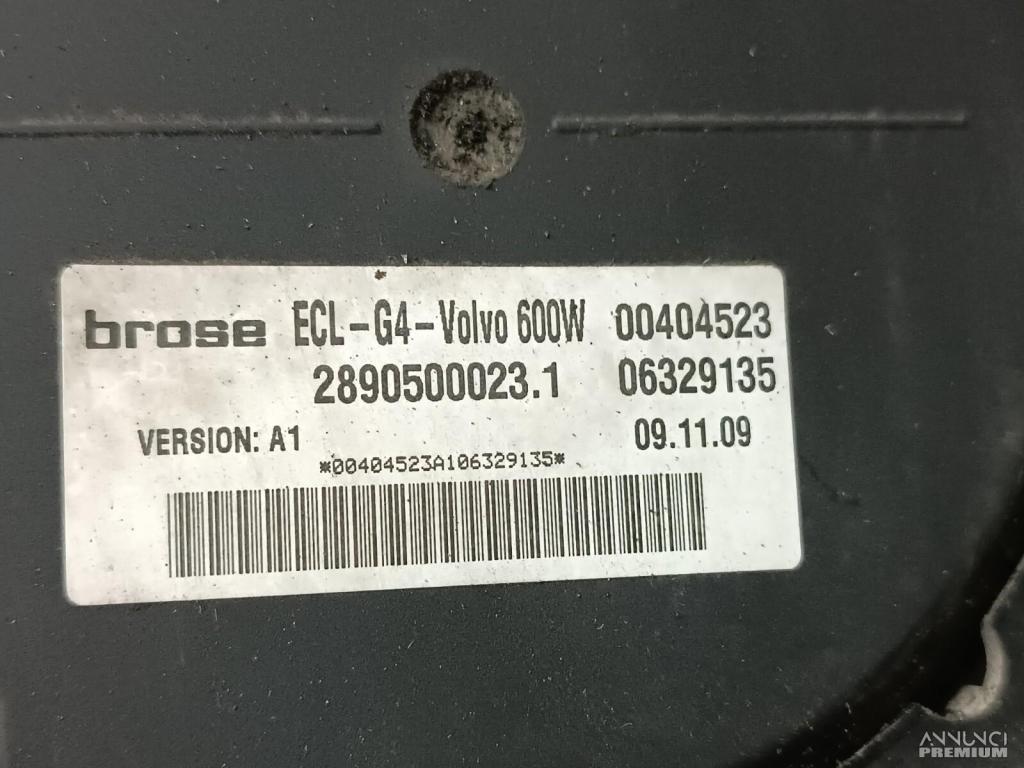 brose ECL-G4-Volvo 600W 00404523
2890500023.1 06329135
VERSION: A1 09.11.09
*00404523A106329135*
ANNUNCI
PREMIUM